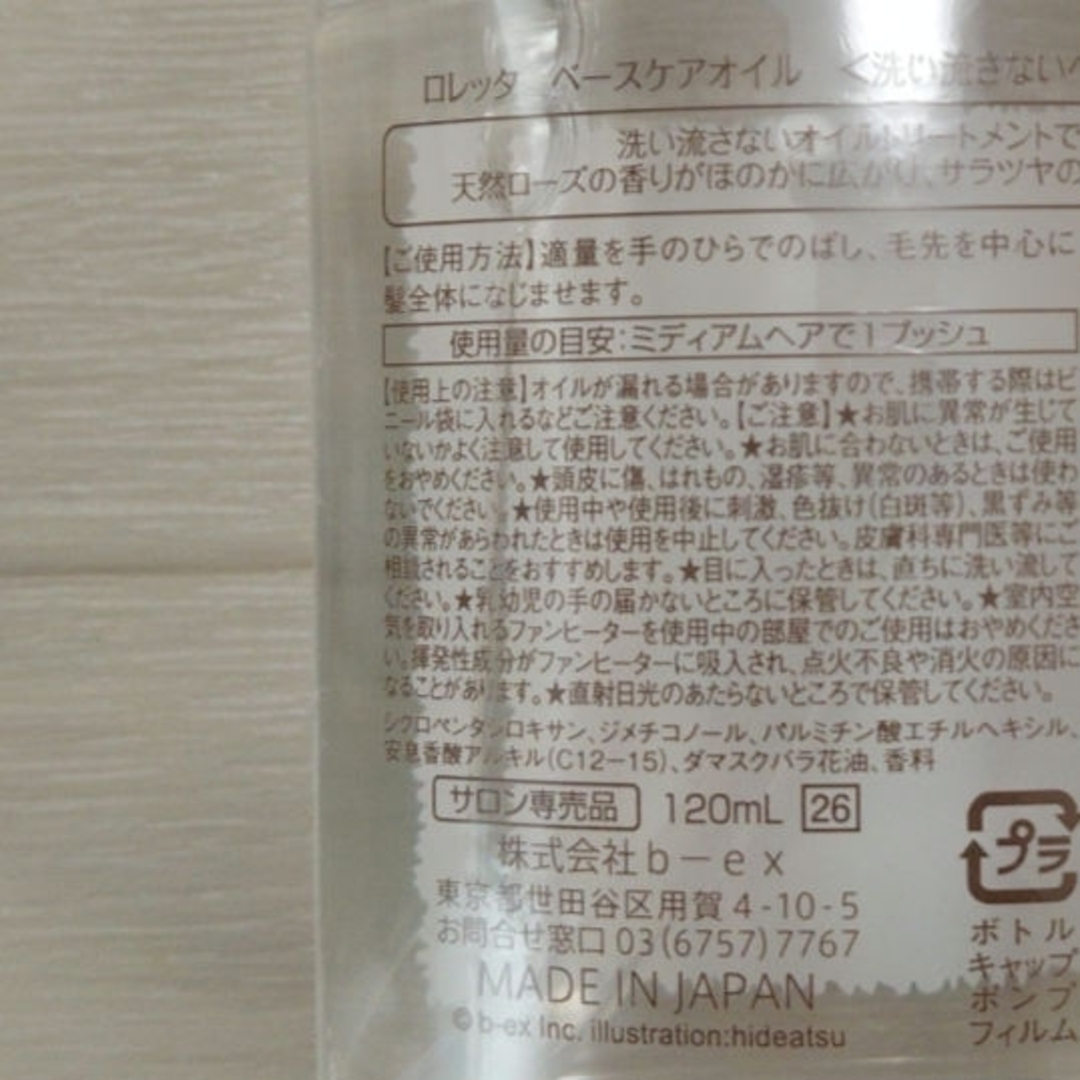 ロレッタ ベースケアオイル <洗い流さないヘ
洗い流さないオイルトリートメントで
天然ローズの香りがほのかに広がり、サラツヤの
【ご使用方法】適量を手のひらでのばし、毛先を中心に
髪全体になじませます。
使用量の目安:ミディアムヘアで1プッシュ
【使用上の注意】オイルが漏れる場合がありますので、携帯する際はビ
ニール袋に入れるなどご注意ください。【ご注意】★お肌に異常が生じて
いないかよく注意して使用してください。★お肌に合わないときは、ご使用
をおやめください。★頭皮に傷、はれもの、湿疹等、異常のあるときは使わ
ないでください。★使用中や使用後に刺激、色抜け(白斑等)、黒ずみ等
の異常があらわれたときは使用を中止してください。皮膚科専門医等にご
相談されることをおすすめします。★目に入ったときは、直ちに洗い流して
ください。★乳幼児の手の届かないところに保管してください。★室内空
気を取り入れるファンヒーターを使用中の部屋でのご使用はおやめくださ
い。揮発性成分がファンヒーターに吸入され、点火不良や消火の原因に
なることがあります。★直射日光のあたらないところで保管してください。
シクロペンタシロキサン、ジメチコノール、パルミチン酸エチルヘキシル、
安息香酸アルキル(C12-15)、ダマスクバラ花油、香料
サロン専売品 120mL 26
株式会社b-ex
東京都世田谷区用賀4-10-5
お問合せ窓口03(6757)7767
MADE IN JAPAN
©b-ex Inc. illustration:hideatsu
プラ
ボトル
キャップ
ポンプ
フィルム